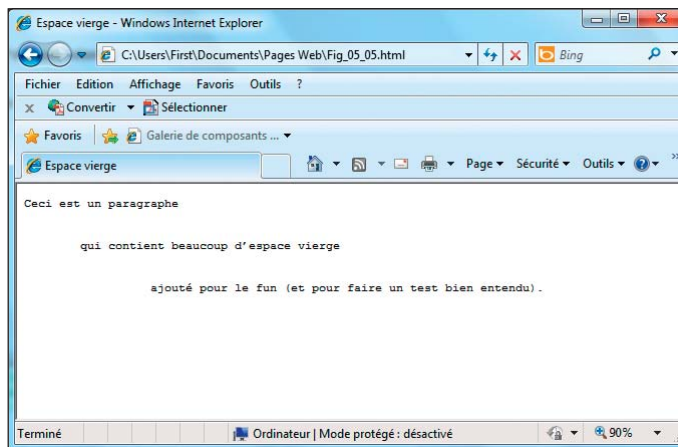 Espace vierge - Windows Internet Explorer
C:\Users\First\Documents\Pages Web\Fig_05_05.html
Bing
Fichier Edition Affichage Favoris Outils ?
x Convertir Sélectionner
Favoris Galerie de composants ...
Espace vierge Page Sécurité Outils
Ceci est un paragraphe
qui contient beaucoup d'espace vierge
ajouté pour le fun (et pour faire un test bien entendu).
Terminé Ordinateur | Mode protégé : désactivé 90%